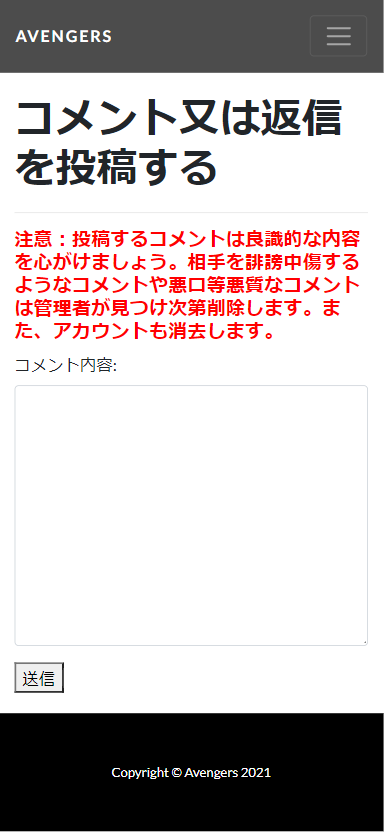 AVENGERS
コメント又は返信
を投稿する
注意：投稿するコメントは良識的な内容
を心がけましょう。相手を誹謗中傷する
ようなコメントや悪口等悪質なコメント
は管理者が見つけ次第削除します。ま
た、アカウントも消去します。
コメント内容:
送信
Copyright © Avengers 2021